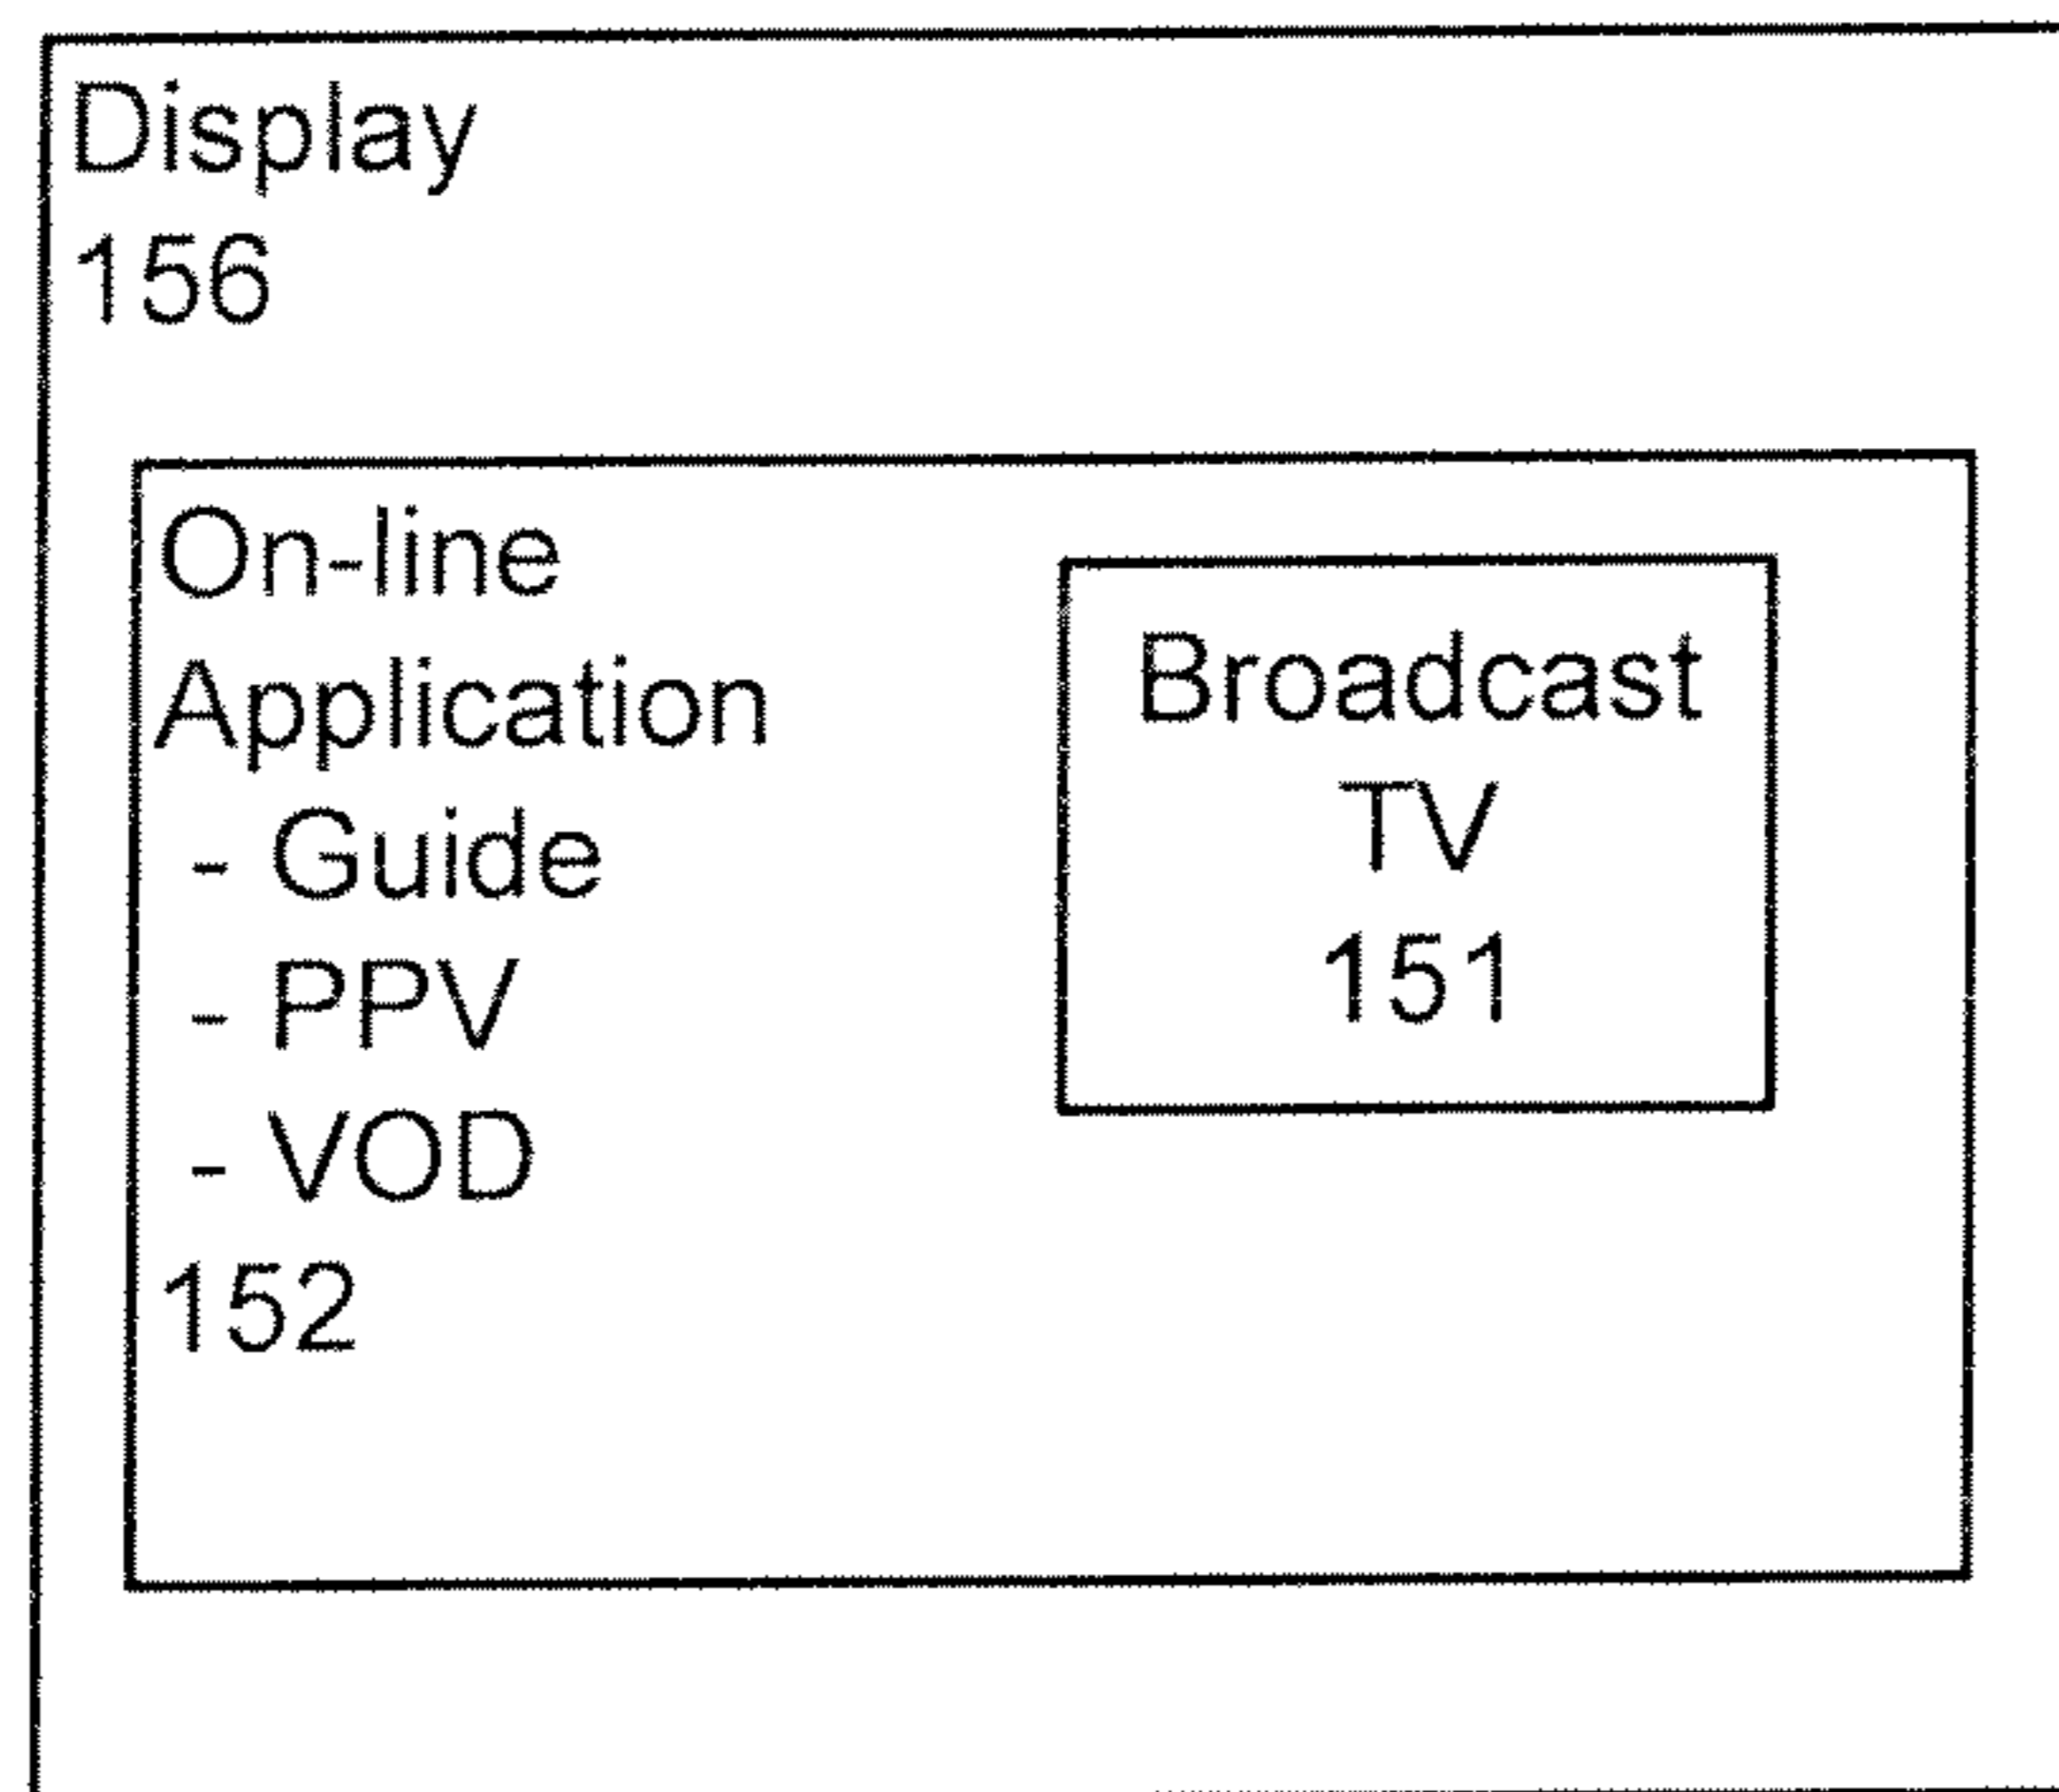 Display
156
On-line
Application
- Guide
- PPV
- VOD
152
Broadcast
TV
151